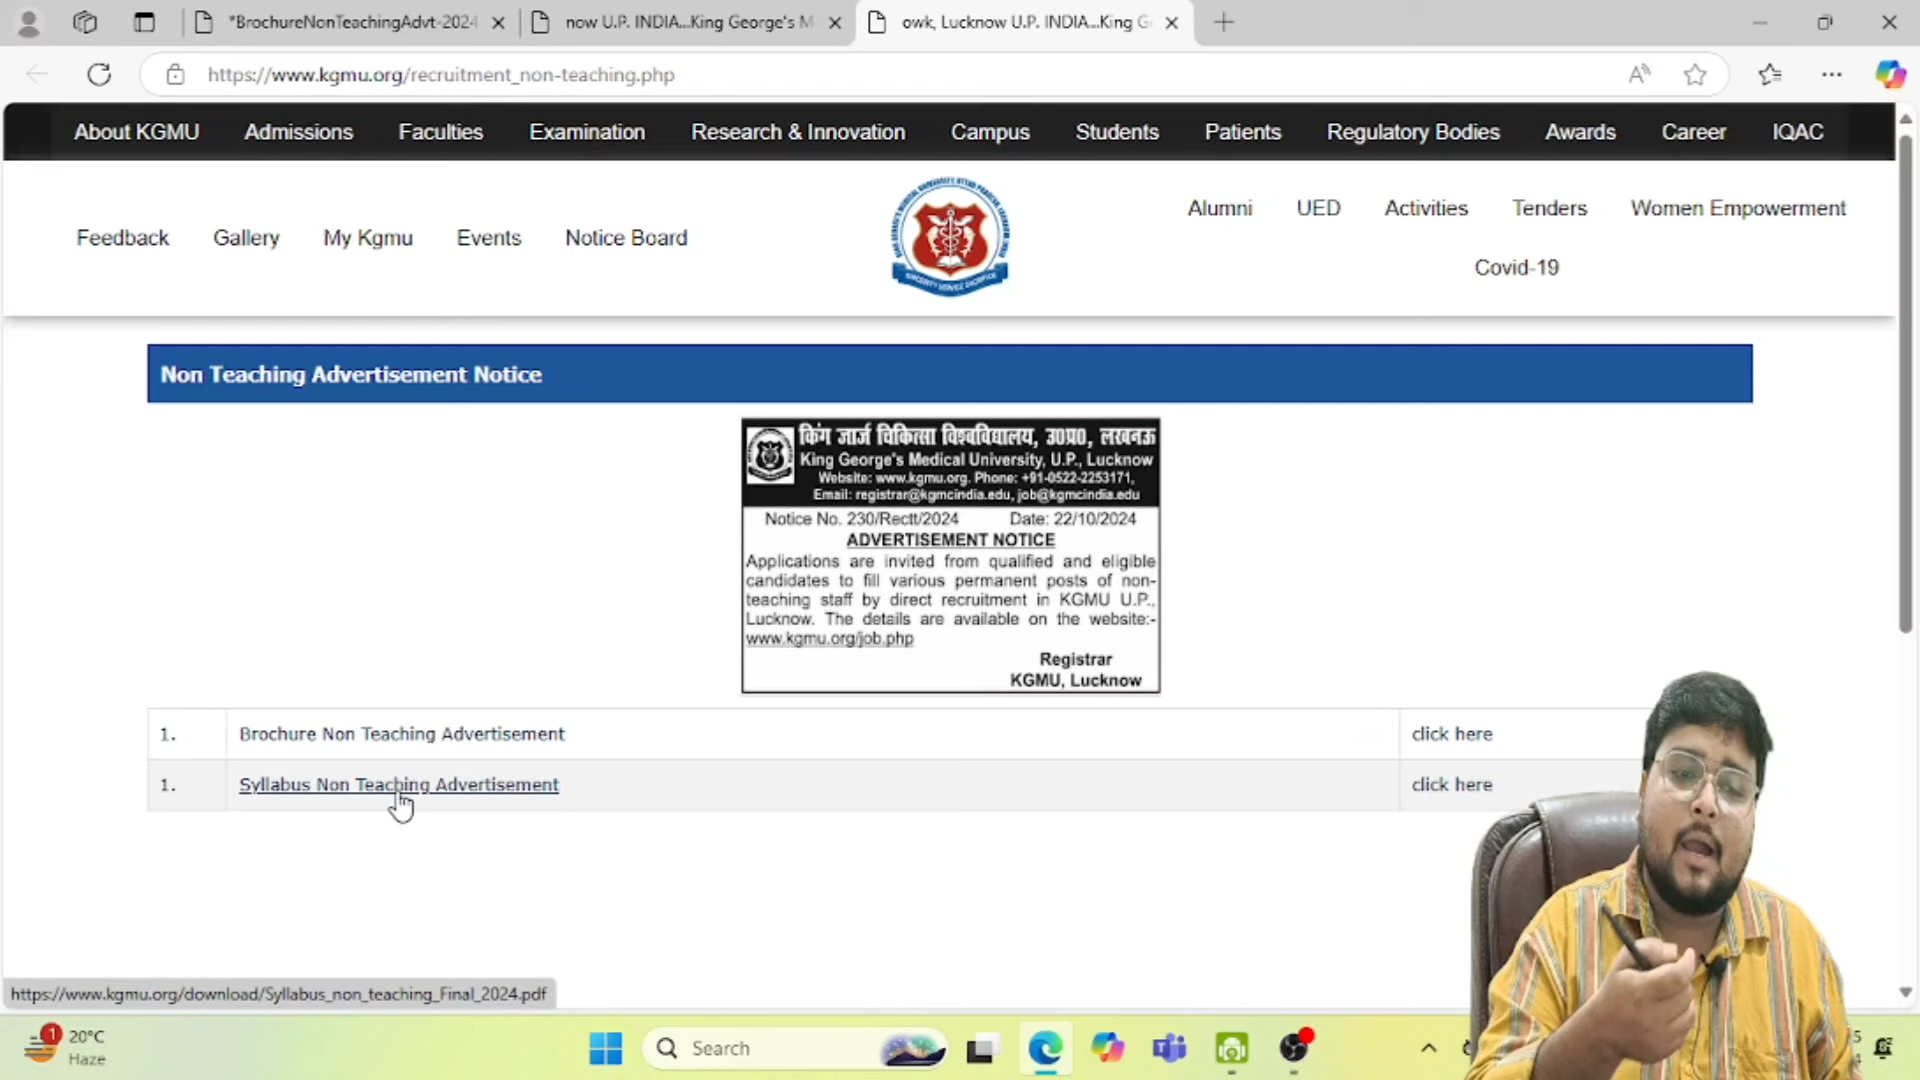 *BrochureNonTeachingAdvt-2024
now U.P. INDIA...King George's M
owk, Lucknow U.P. INDIA...King Ge
https://www.kgmu.org/recruitment_non-teaching.php
About KGMU Admissions Faculties Examination Research & Innovation Campus Students Patients Regulatory Bodies Awards Career IQAC
Feedback Gallery My Kgmu Events Notice Board
Alumni UED Activities Tenders Women Empowerment
Covid-19
Non Teaching Advertisement Notice
किंग जार्ज चिकित्सा विश्वविद्यालय, उ0प्र0, लखनऊ
King George's Medical University, U.P., Lucknow
Website: www.kgmu.org. Phone: +91-0522-2253171,
Email: registrar@kgmcindia.edu, job@kgmcindia.edu
Notice No. 230/Rectt/2024 Date: 22/10/2024
ADVERTISEMENT NOTICE
Applications are invited from qualified and eligible
candidates to fill various permanent posts of non-
teaching staff by direct recruitment in KGMU U.P.,
Lucknow. The details are available on the website:-
www.kgmu.org/job.php
Registrar
KGMU, Lucknow
1. Brochure Non Teaching Advertisement click here
1. Syllabus Non Teaching Advertisement click here
https://www.kgmu.org/download/Syllabus_non_teaching_Final_2024.pdf
1
20°C
Haze
Search